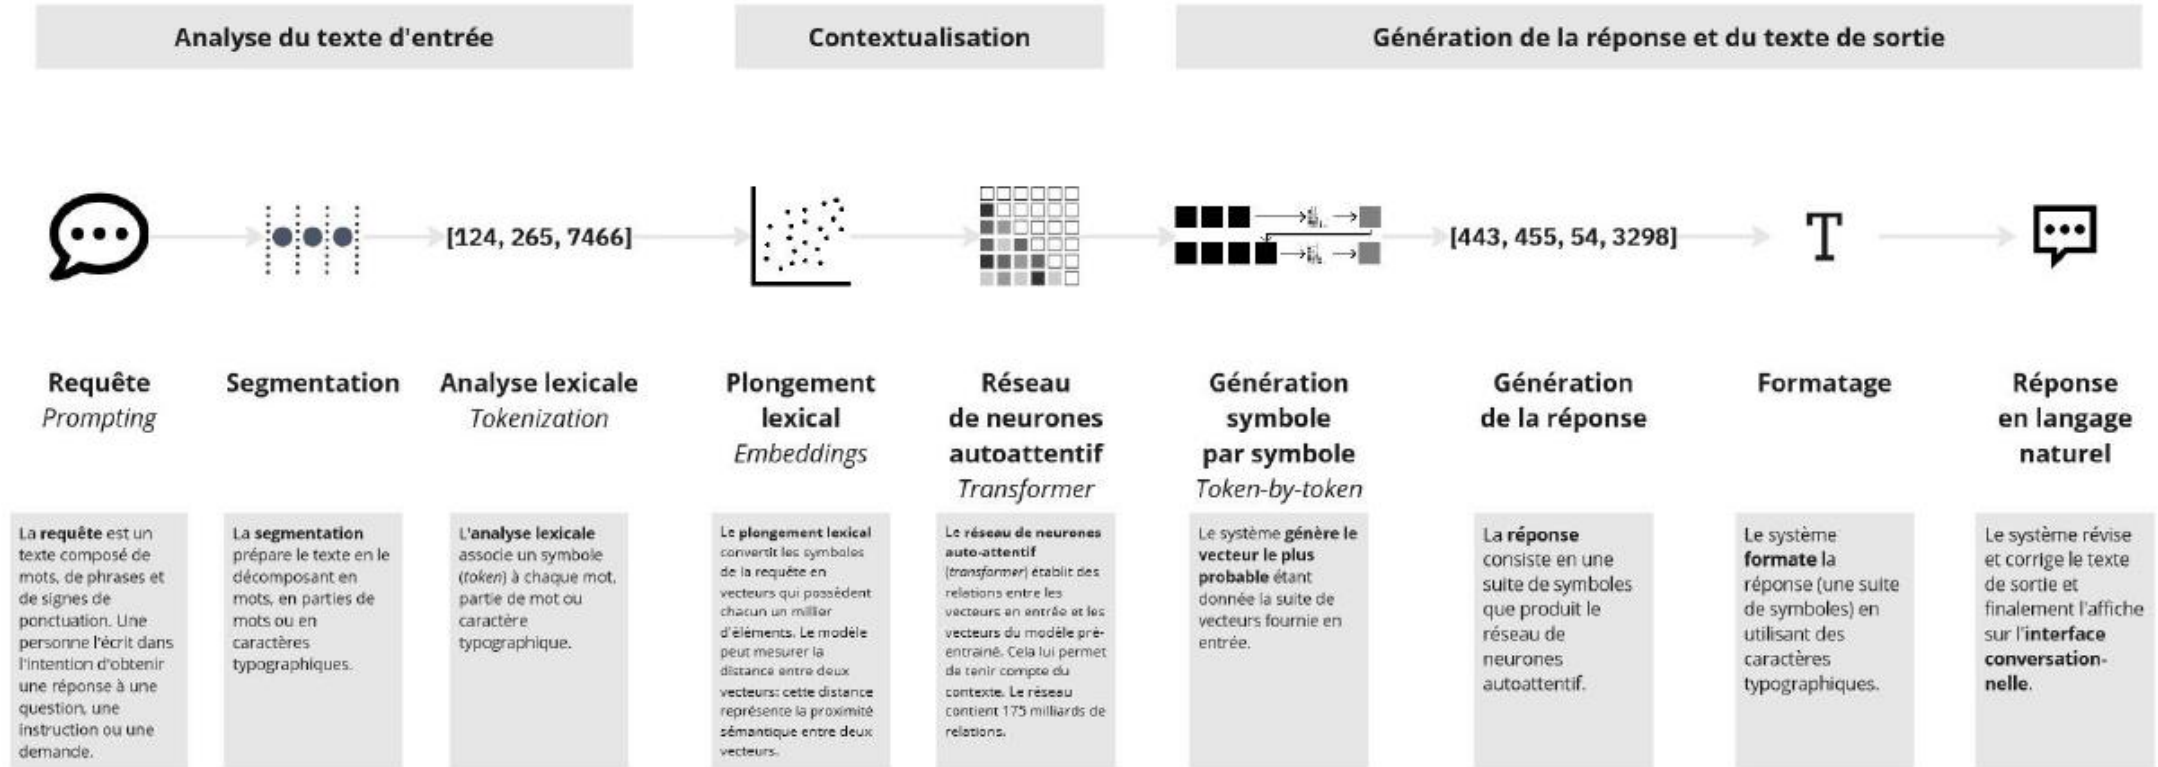 Analyse du texte d'entrée
Contextualisation
Génération de la réponse et du texte de sortie
[124, 265, 7466]
[443, 455, 54, 3298]
T
Requête
Prompting
Segmentation
Analyse lexicale
Tokenization
Plongement
lexical
Embeddings
Réseau
de neurones
autoattentif
Transformer
Génération
symbole
par symbole
Token-by-token
Génération
de la réponse
Formatage
Réponse
en langage
naturel
La requête est un
texte composé de
mots, de phrases et
de signes de
ponctuation. Une
personne l'écrit dans
l'intention d'obtenir
une réponse à une
question, une
instruction ou une
demande.
La segmentation
prépare le texte en le
décomposant en
mots, en parties de
mots ou en
caractères
typographiques.
L'analyse lexicale
associe un symbole
(token) à chaque mot,
partie de mot ou
caractère
typographique.
Le plongement lexical
convertit les symboles
de la requête en
vecteurs qui possèdent
chacun un millier
d'éléments. Le modèle
peut mesurer la
distance entre deux
vecteurs: cette distance
représente la proximité
sémantique entre deux
vecteurs.
Le réseau de neurones
auto-attentif
(transformer) établit des
relations entre les
vecteurs en entrée et les
vecteurs du modèle pré-
entrainé. Cela lui permet
de tenir compte du
contexte. Le réseau
contient 175 milliards de
relations.
Le système génère le
vecteur le plus
probable étant
donnée la suite de
vecteurs fournie en
entrée.
La réponse
consiste en une
suite de symboles
que produit le
réseau de
neurones
autoattentif.
Le système
formate la
réponse (une suite
de symboles) en
utilisant des
caractères
typographiques.
Le système révise
et corrige le texte
de sortie et
finalement l'affiche
sur l'interface
conversation-
nelle.